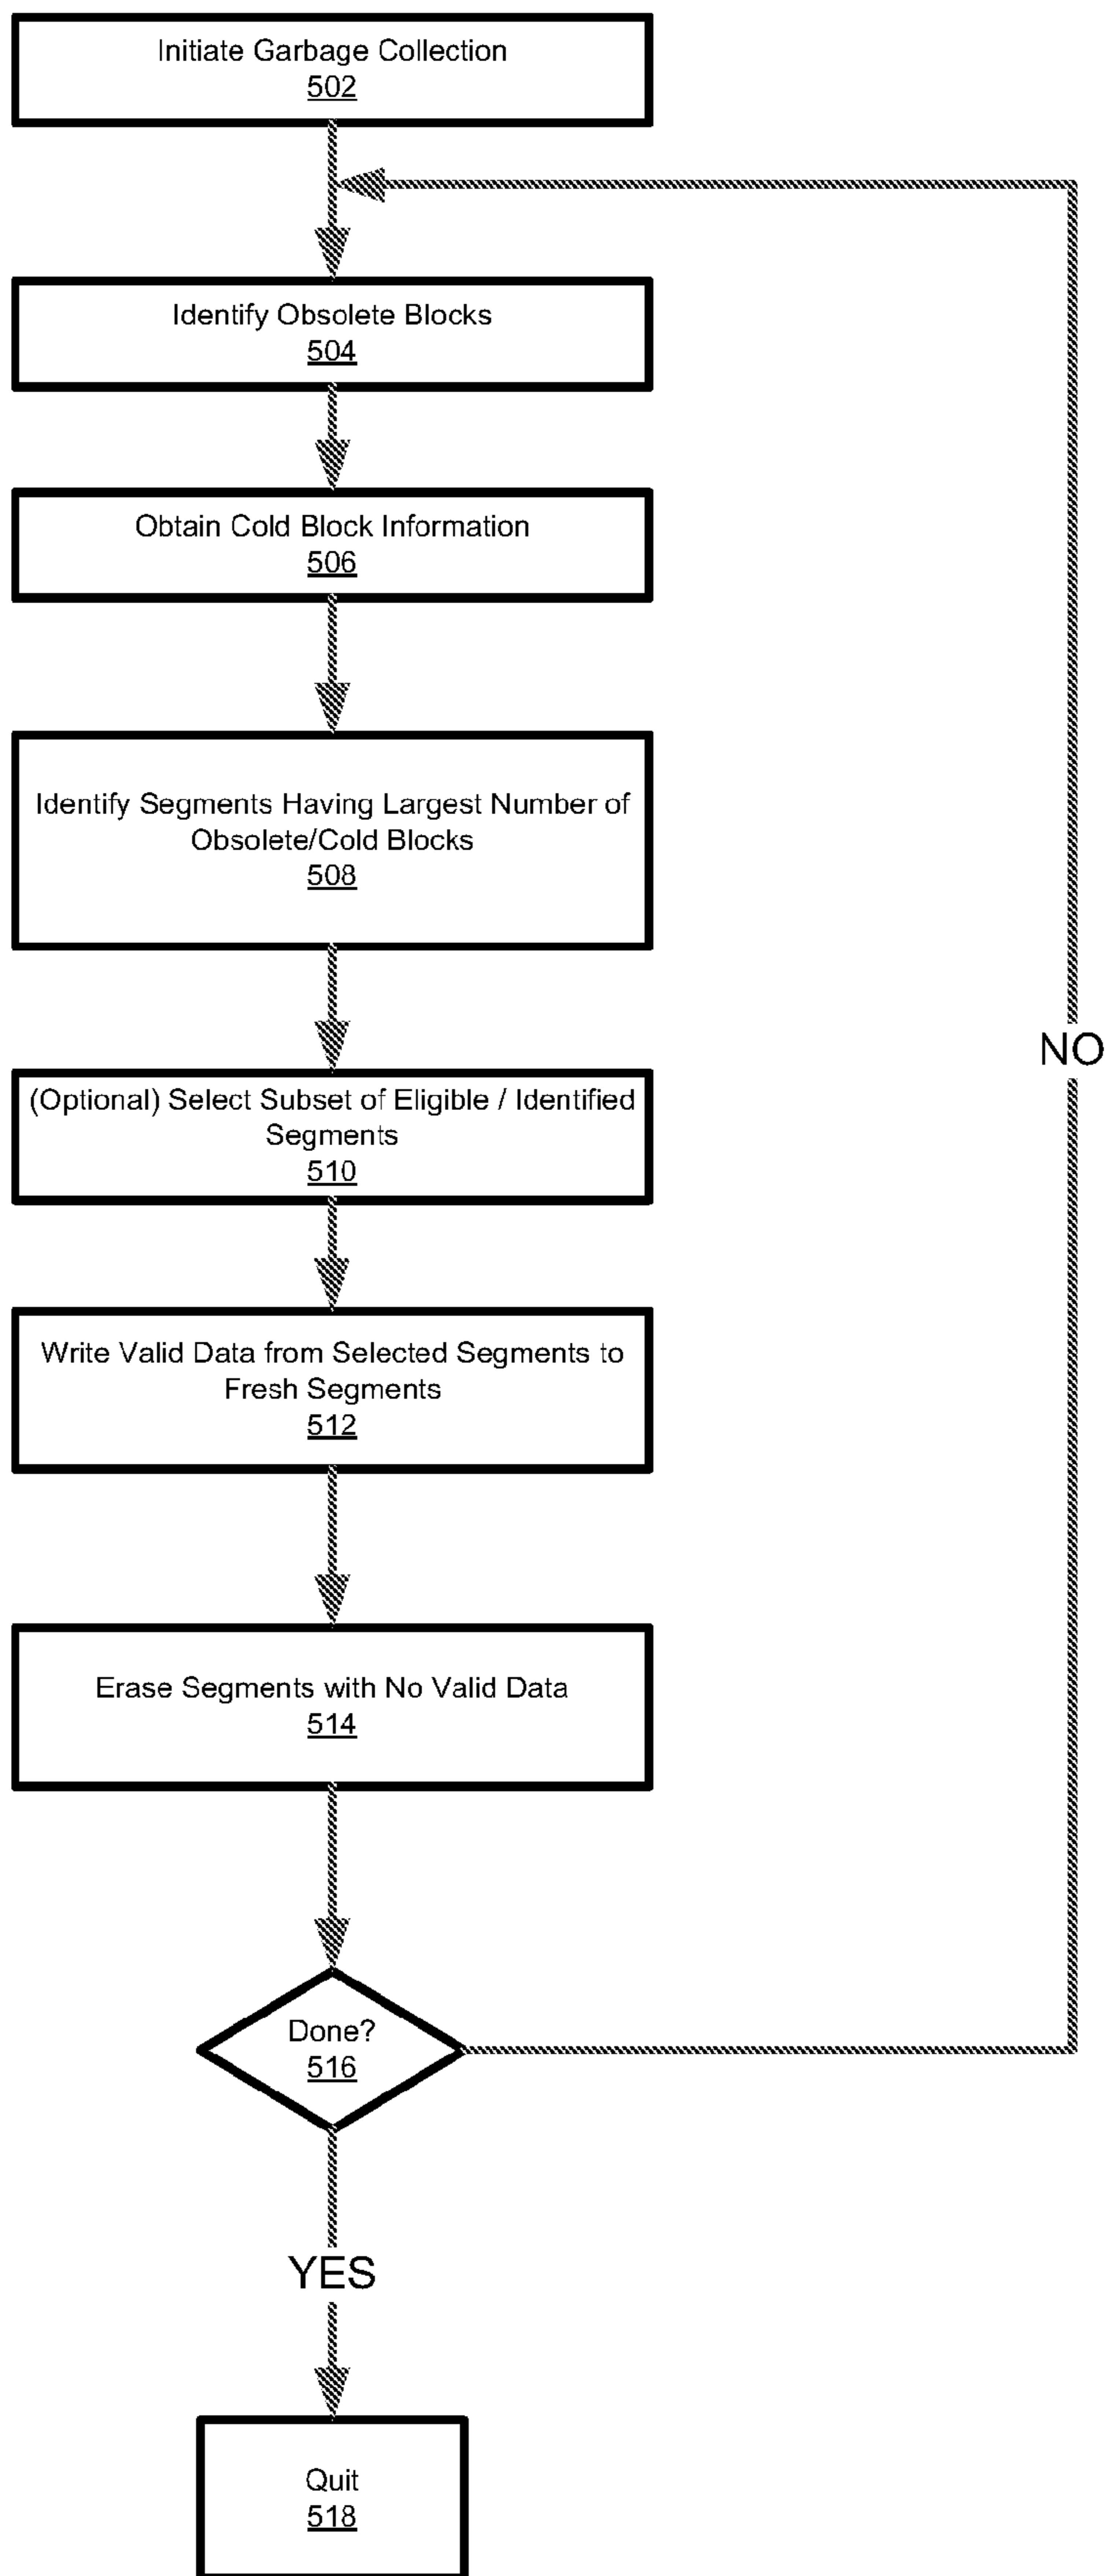 Initiate Garbage Collection
502
Identify Obsolete Blocks
504
Obtain Cold Block Information
506
Identify Segments Having Largest Number of
Obsolete/Cold Blocks
508
NO
(Optional) Select Subset of Eligible / Identified
Segments
510
Write Valid Data from Selected Segments to
Fresh Segments
512
Erase Segments with No Valid Data
514
Done?
516
YES
Quit
518